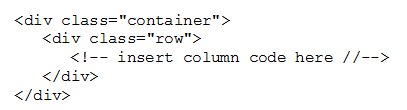 <div class="container">
<div class="row">
<!-- insert column code here //-->
</div>
</div>